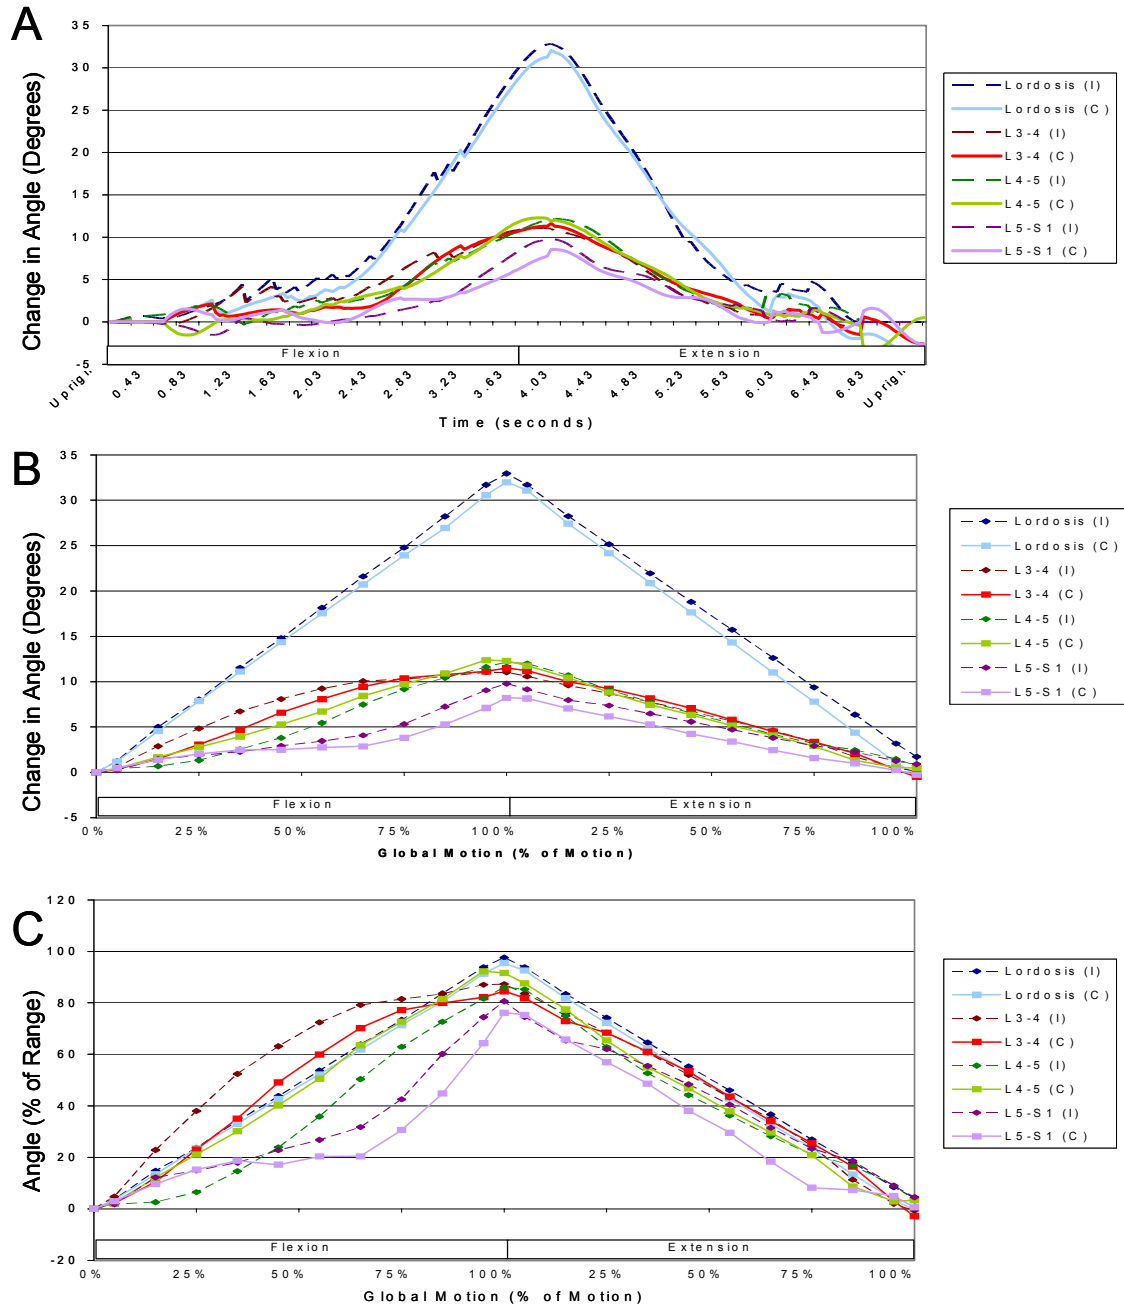 A
Change in Angle (Degrees)
35
30
25
20
15
10
5
0
-5
Flexion
Extension
Uprigl.
0.43
0.83
1.23
1.63
2.03
2.43
2.83
3.23
3.63
4.03
4.43
4.83
5.23
5.63
6.03
6.43
6.83
Uprigl.
Time (seconds)
Lordosis (I)
Lordosis (C)
L3-4 (I)
L3-4 (C)
L4-5 (I)
L4-5 (C)
L5-S1 (I)
L5-S1 (C)
B
Change in Angle (Degrees)
35
30
25
20
15
10
5
0
-5
Flexion
Extension
0%
25%
50%
75%
100%
25%
50%
75%
100%
Global Motion (% of Motion)
Lordosis (I)
Lordosis (C)
L3-4 (I)
L3-4 (C)
L4-5 (I)
L4-5 (C)
L5-S1 (I)
L5-S1 (C)
C
Angle (% of Range)
120
100
80
60
40
20
0
-20
Flexion
Extension
0%
25%
50%
75%
100%
25%
50%
75%
100%
Global Motion (% of Motion)
Lordosis (I)
Lordosis (C)
L3-4 (I)
L3-4 (C)
L4-5 (I)
L4-5 (C)
L5-S1 (I)
L5-S1 (C)